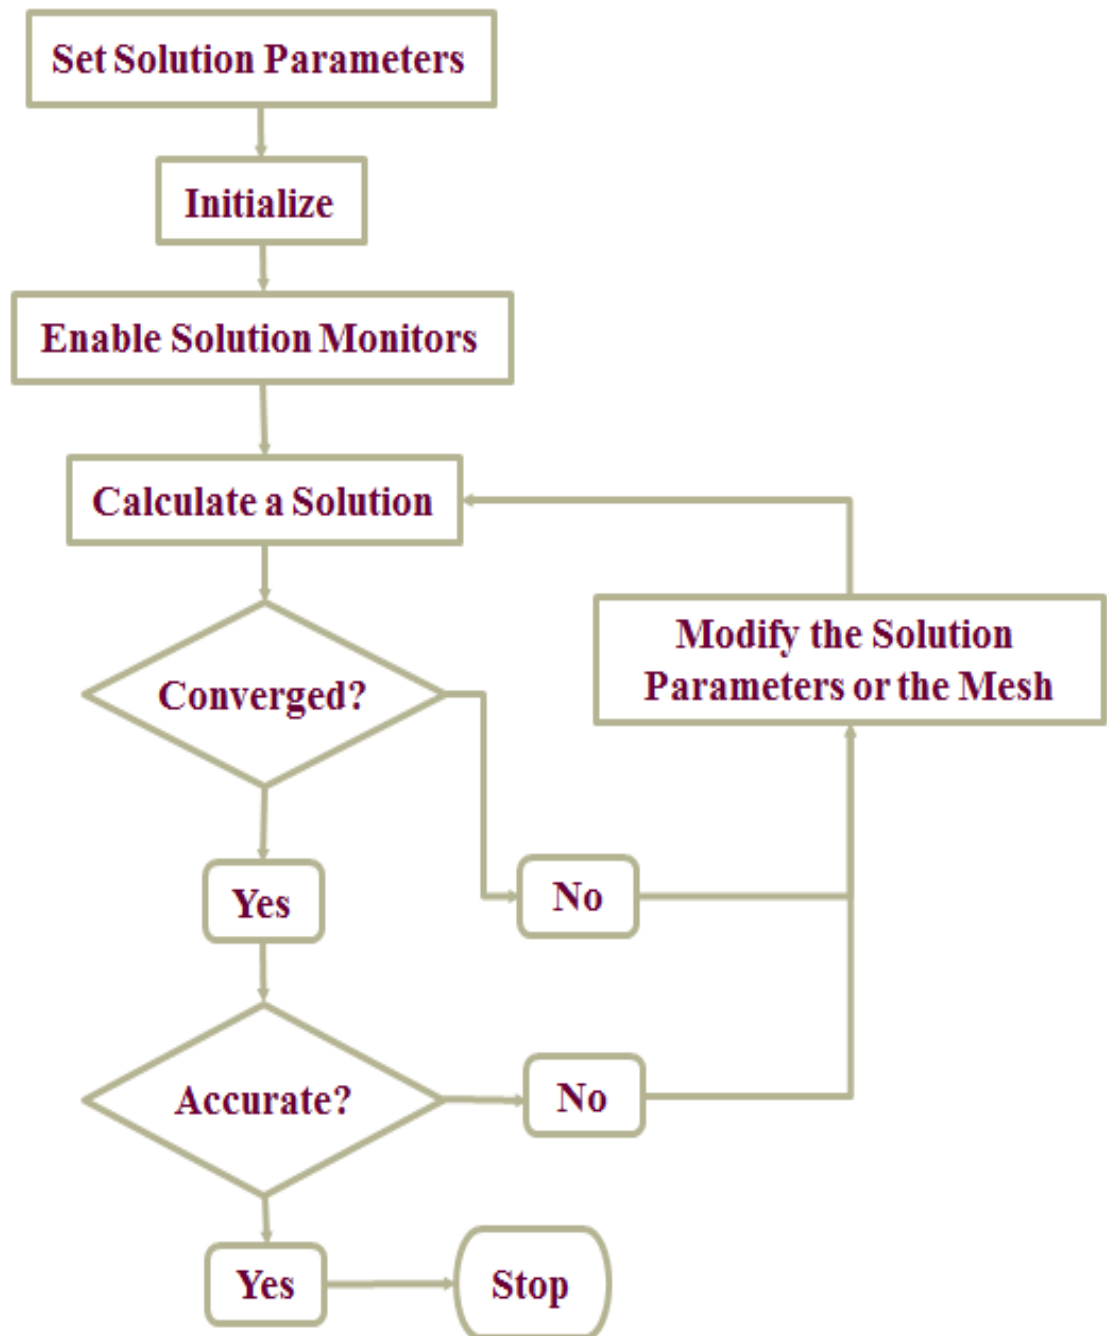 Set Solution Parameters
Initialize
Enable Solution Monitors
Calculate a Solution
Modify the Solution
Parameters or the Mesh
Converged?
Yes
No
Accurate?
No
Yes
Stop